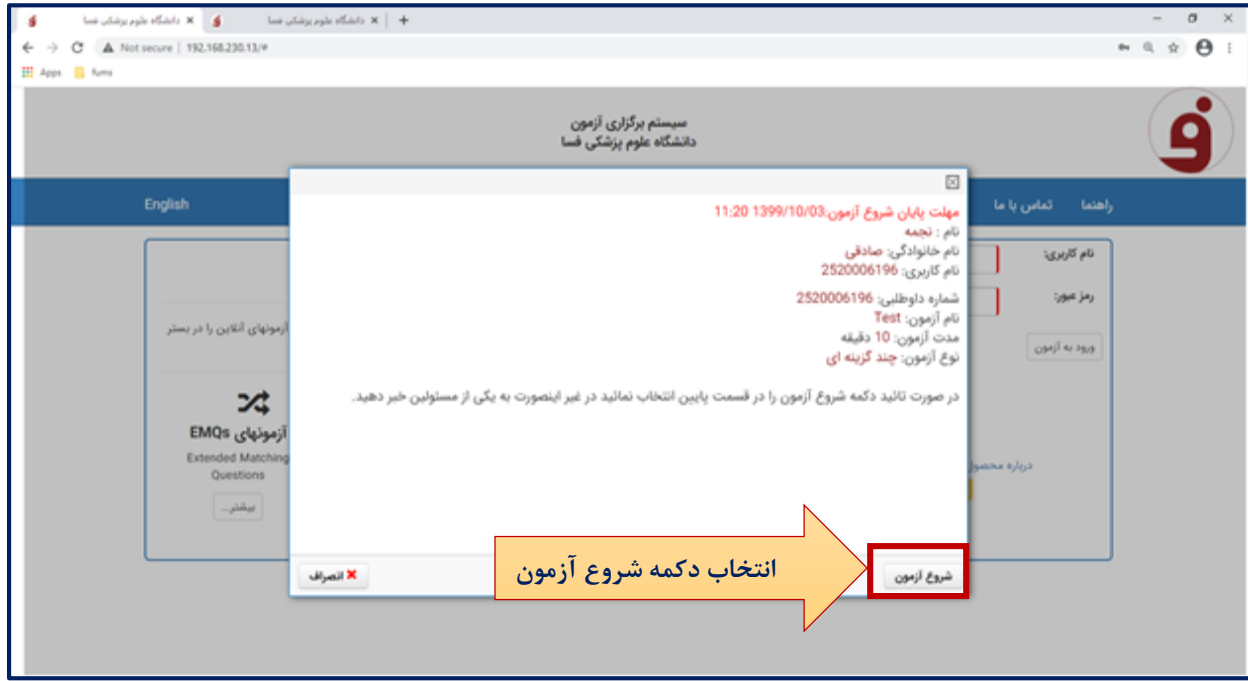 دانشگاه علوم پزشکی فسا
دانشگاه علوم پزشکی فسا
Not secure | 192.168.230.13/#
Apps
fums
سیستم برگزاری آزمون
دانشگاه علوم پزشکی فسا
راهنما
تماس با ما
English
مهلت پایان شروع آزمون:1399/10/03 11:20
نام : نجمه
نام خانوادگی: صادقی
نام کاربری: 2520006196
شماره داوطلبی: 2520006196
نام آزمون: Test
مدت آزمون: 10 دقیقه
نوع آزمون: چند گزینه ای
در صورت تائید دکمه شروع آزمون را در قسمت پایین انتخاب نمائید در غیر اینصورت به یکی از مسئولین خبر دهید.
شروع آزمون
انصراف
انتخاب دکمه شروع آزمون
نام کاربری:
رمز عبور:
ورود به آزمون
درباره محصول
آزمونهای آنلاین را در بستر
آزمونهای EMQs
Extended Matching
Questions
بیشتر...